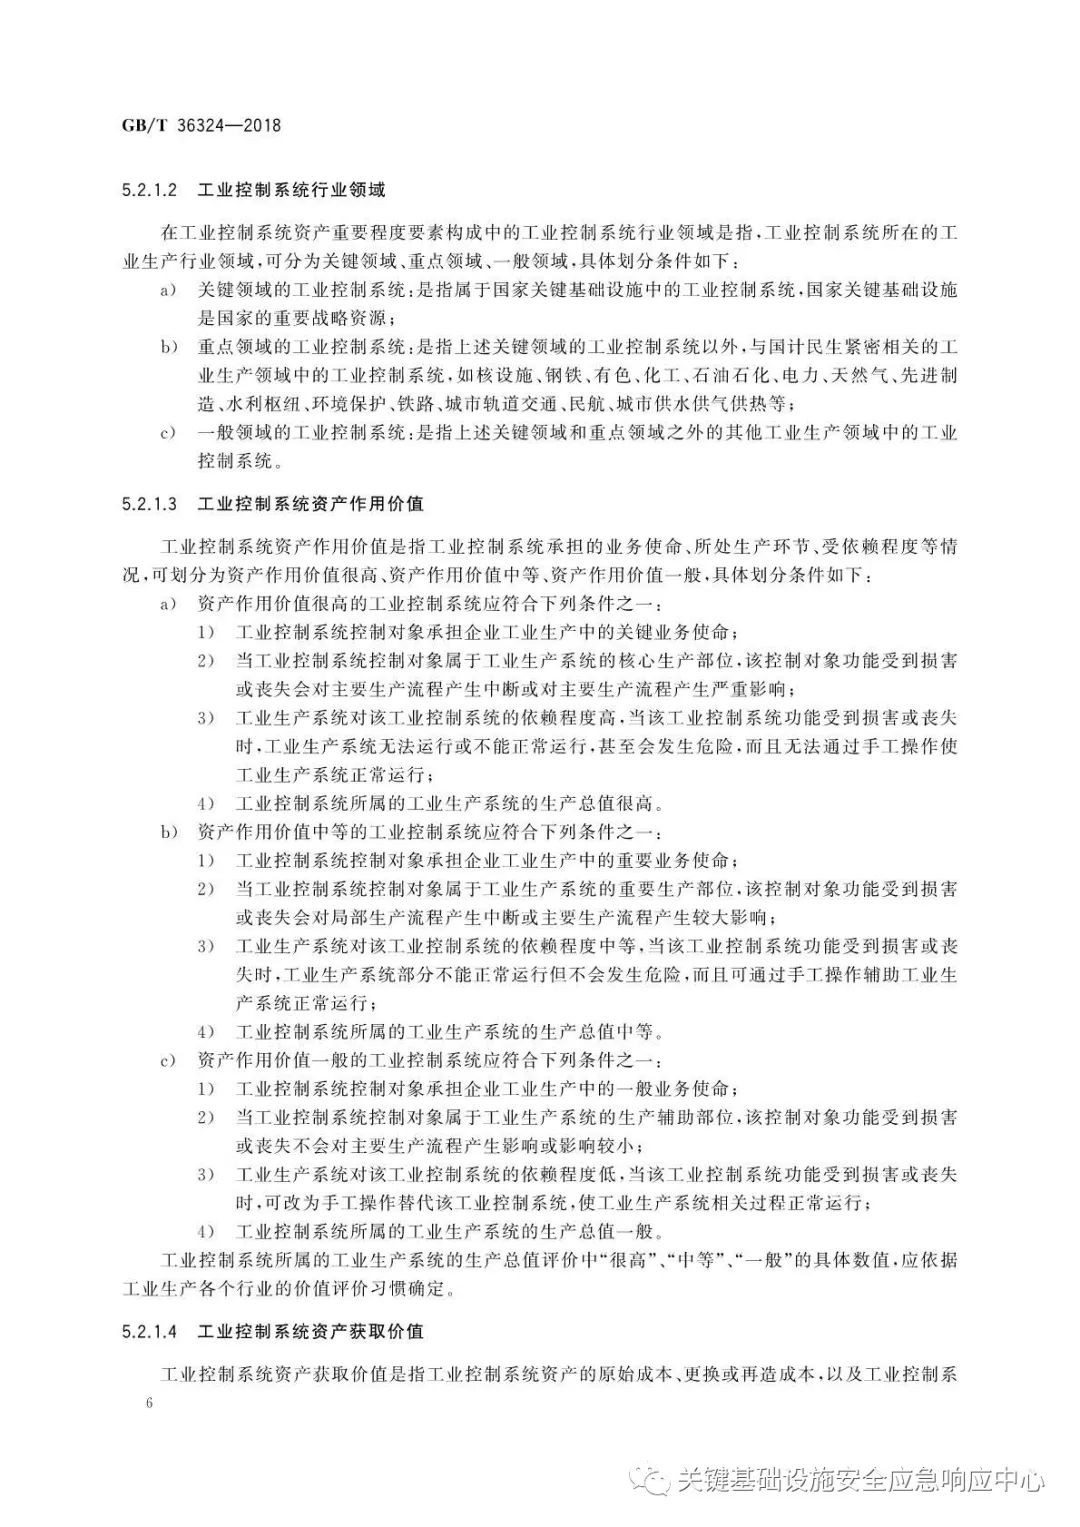 GB/T 36324—2018
5.2.1.2 工业控制系统行业领域
在工业控制系统资产重要程度要素构成中的工业控制系统行业领域是指,工业控制系统所在的工
业生产行业领域,可分为关键领域、重点领域、一般领域,具体划分条件如下:
a) 关键领域的工业控制系统:是指属于国家关键基础设施中的工业控制系统,国家关键基础设施
是国家的重要战略资源;
b) 重点领域的工业控制系统:是指上述关键领域的工业控制系统以外,与国计民生紧密相关的工
业生产领域中的工业控制系统,如核设施、钢铁、有色、化工、石油石化、电力、天然气、先进制
造、水利枢纽、环境保护、铁路、城市轨道交通、民航、城市供水供气供热等;
c) 一般领域的工业控制系统:是指上述关键领域和重点领域之外的其他工业生产领域中的工业
控制系统。
5.2.1.3 工业控制系统资产作用价值
工业控制系统资产作用价值是指工业控制系统承担的业务使命、所处生产环节、受依赖程度等情
况,可划分为资产作用价值很高、资产作用价值中等、资产作用价值一般,具体划分条件如下:
a) 资产作用价值很高的工业控制系统应符合下列条件之一:
1) 工业控制系统控制对象承担企业工业生产中的关键业务使命;
2) 当工业控制系统控制对象属于工业生产系统的核心生产部位,该控制对象功能受到损害
或丧失会对主要生产流程产生中断或对主要生产流程产生严重影响;
3) 工业生产系统对该工业控制系统的依赖程度高,当该工业控制系统功能受到损害或丧失
时,工业生产系统无法运行或不能正常运行,甚至会发生危险,而且无法通过手工操作使
工业生产系统正常运行;
4) 工业控制系统所属的工业生产系统的生产总值很高。
b) 资产作用价值中等的工业控制系统应符合下列条件之一:
1) 工业控制系统控制对象承担企业工业生产中的重要业务使命;
2) 当工业控制系统控制对象属于工业生产系统的重要生产部位,该控制对象功能受到损害
或丧失会对局部生产流程产生中断或主要生产流程产生较大影响;
3) 工业生产系统对该工业控制系统的依赖程度中等,当该工业控制系统功能受到损害或丧
失时,工业生产系统部分不能正常运行但不会发生危险,而且可通过手工操作辅助工业生
产系统正常运行;
4) 工业控制系统所属的工业生产系统的生产总值中等。
c) 资产作用价值一般的工业控制系统应符合下列条件之一:
1) 工业控制系统控制对象承担企业工业生产中的一般业务使命;
2) 当工业控制系统控制对象属于工业生产系统的生产辅助部位,该控制对象功能受到损害
或丧失不会对主要生产流程产生影响或影响较小;
3) 工业生产系统对该工业控制系统的依赖程度低,当该工业控制系统功能受到损害或丧失
时,可改为手工操作替代该工业控制系统,使工业生产系统相关过程正常运行;
4) 工业控制系统所属的工业生产系统的生产总值一般。
工业控制系统所属的工业生产系统的生产总值评价中“很高”、“中等”、“一般”的具体数值,应依据
工业生产各个行业的价值评价习惯确定。
5.2.1.4 工业控制系统资产获取价值
工业控制系统资产获取价值是指工业控制系统资产的原始成本、更换或再造成本,以及工业控制系
6
关键基础设施安全应急响应中心